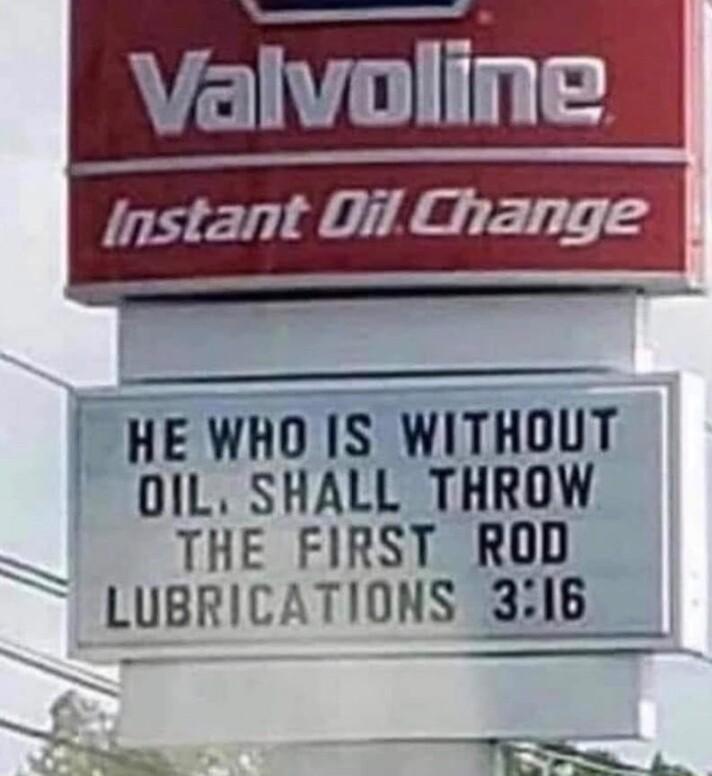 Valvoline
Instant Oil Change
HE WHO IS WITHOUT
OIL, SHALL THROW
THE FIRST ROD
LUBRICATIONS 3:16